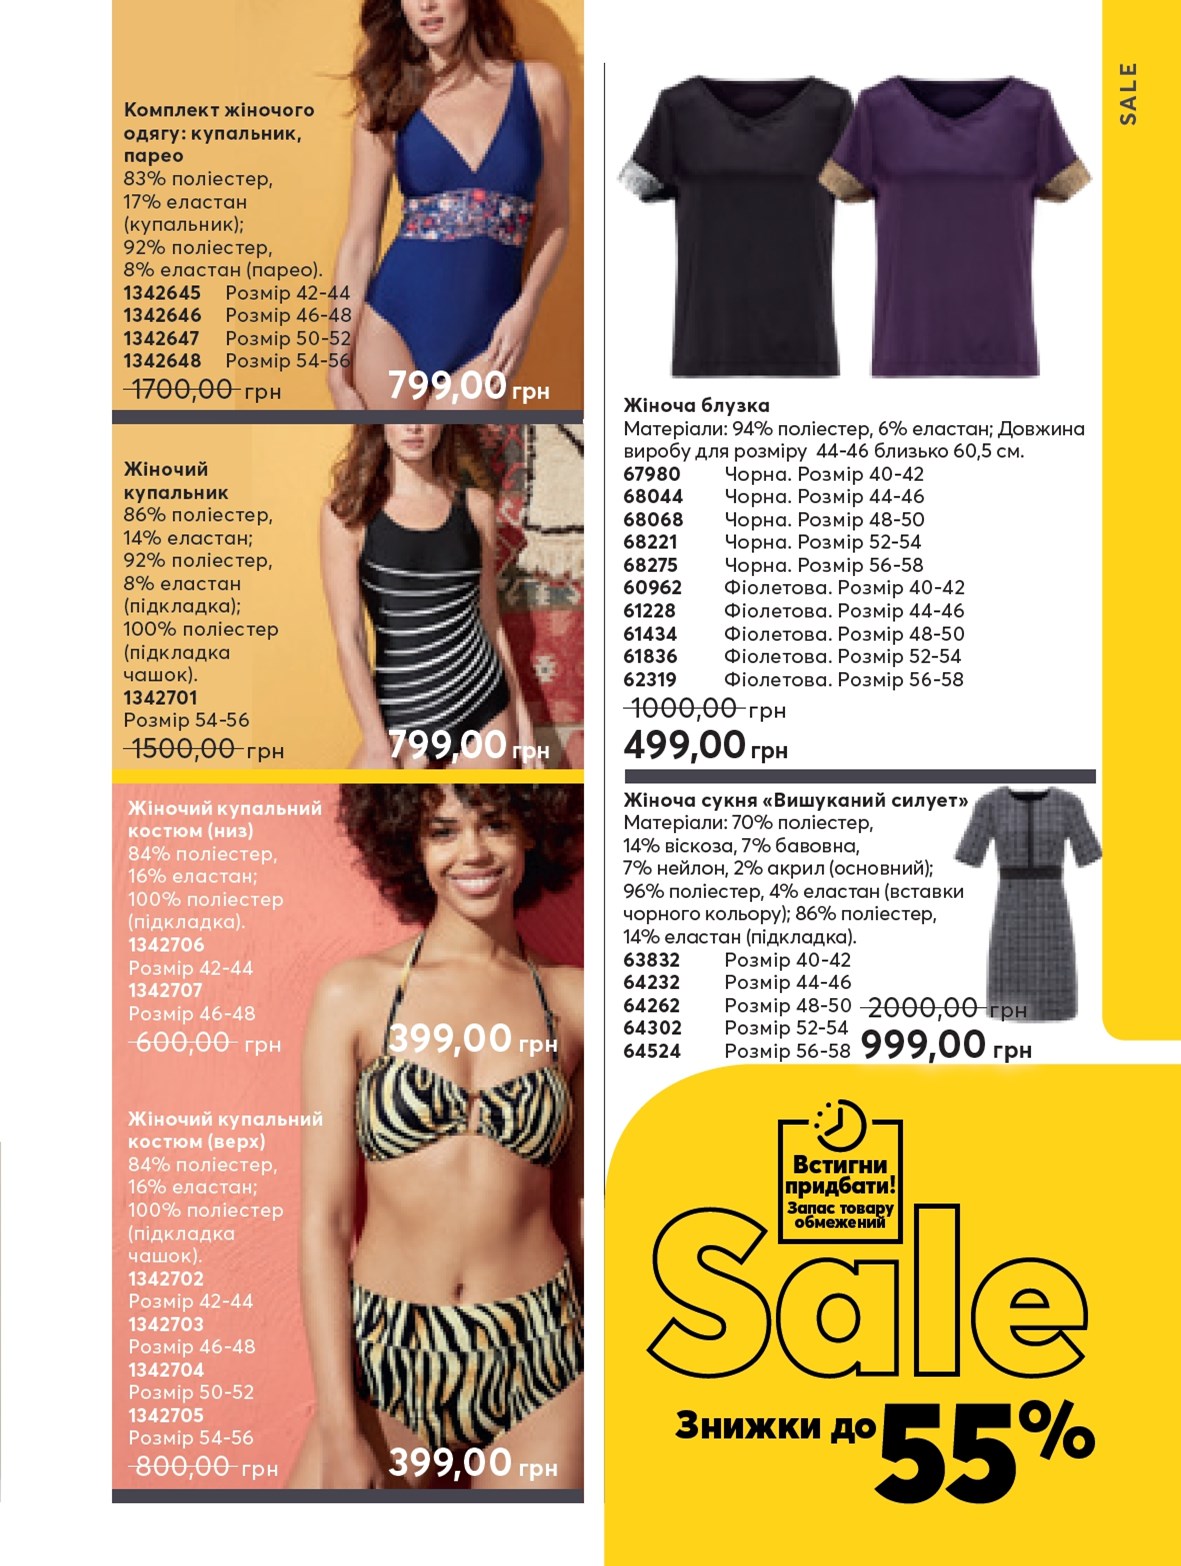 Комплект жіночого
одягу: купальник,
парео
83% поліестер,
17% еластан
(купальник);
92% поліестер,
8% еластан (парео).
1342645 Розмір 42-44
1342646 Розмір 46-48
1342647 Розмір 50-52
1342648 Розмір 54-56
1700,00 грн 799,00 грн
Жіночий
купальник
86% поліестер,
14% еластан;
92% поліестер,
8% еластан
(підкладка);
100% поліестер
(підкладка
чашок).
1342701
Розмір 54-56
1500,00 грн 799,00 грн
Жіночий купальний
костюм (низ)
84% поліестер,
16% еластан;
100% поліестер
(підкладка).
1342706
Розмір 42-44
1342707
Розмір 46-48
600,00 грн 399,00 грн
Жіночий купальний
костюм (верх)
84% поліестер,
16% еластан;
100% поліестер
(підкладка
чашок).
1342702
Розмір 42-44
1342703
Розмір 46-48
1342704
Розмір 50-52
1342705
Розмір 54-56
800,00 грн 399,00 грн
SALE
Жіноча блузка
Матеріали: 94% поліестер, 6% еластан; Довжина
виробу для розміру 44-46 близько 60,5 см.
67980 Чорна. Розмір 40-42
68044 Чорна. Розмір 44-46
68068 Чорна. Розмір 48-50
68221 Чорна. Розмір 52-54
68275 Чорна. Розмір 56-58
60962 Фіолетова. Розмір 40-42
61228 Фіолетова. Розмір 44-46
61434 Фіолетова. Розмір 48-50
61836 Фіолетова. Розмір 52-54
62319 Фіолетова. Розмір 56-58
1000,00 грн
499,00 грн
Жіноча сукня «Вишуканий силует»
Матеріали: 70% поліестер,
14% віскоза, 7% бавовна,
7% нейлон, 2% акрил (основний);
96% поліестер, 4% еластан (вставки
чорного кольору); 86% поліестер,
14% еластан (підкладка).
63832 Розмір 40-42
64232 Розмір 44-46
64262 Розмір 48-50 2000,00 грн
64302 Розмір 52-54
64524 Розмір 56-58 999,00 грн
Встигни
придбати!
Запас товару
обмежений
Sale
Знижки до 55%